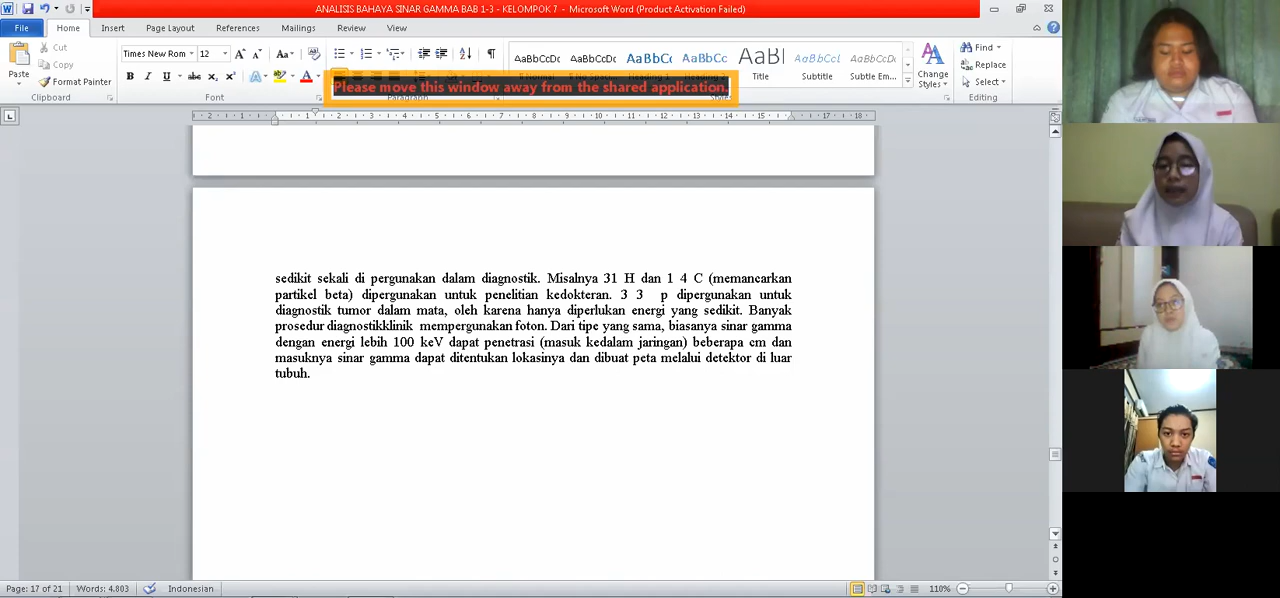 ANALISIS BAHAYA SINAR GAMMA BAB 1-3 - KELOMPOK 7 - Microsoft Word (Product Activation Failed)
File Home Insert Page Layout References Mailings Review View
Paste
Cut
Copy
Format Painter
Clipboard
Times New Rom 12
Font
Please move this window away from the shared application.
AaBbCcDc AaBbCcDc AaBbC AaBbCc AaB AaBbCcL AaBbCcDc
Title Subtitle Subtle Em...
Change Styles
Find
Replace
Select
Editing
sedikit sekali di pergunakan dalam diagnostik. Misalnya 31 H dan 1 4 C (memancarkan
partikel beta) dipergunakan untuk penelitian kedokteran. 3 3 p dipergunakan untuk
diagnostik tumor dalam mata, oleh karena hanya diperlukan energi yang sedikit. Banyak
prosedur diagnostikklinik mempergunakan foton. Dari tipe yang sama, biasanya sinar gamma
dengan energi lebih 100 keV dapat penetrasi (masuk kedalam jaringan) beberapa cm dan
masuknya sinar gamma dapat ditentukan lokasinya dan dibuat peta melalui detektor di luar
tubuh.
Page: 17 of 21 Words: 4.803 Indonesian 110%